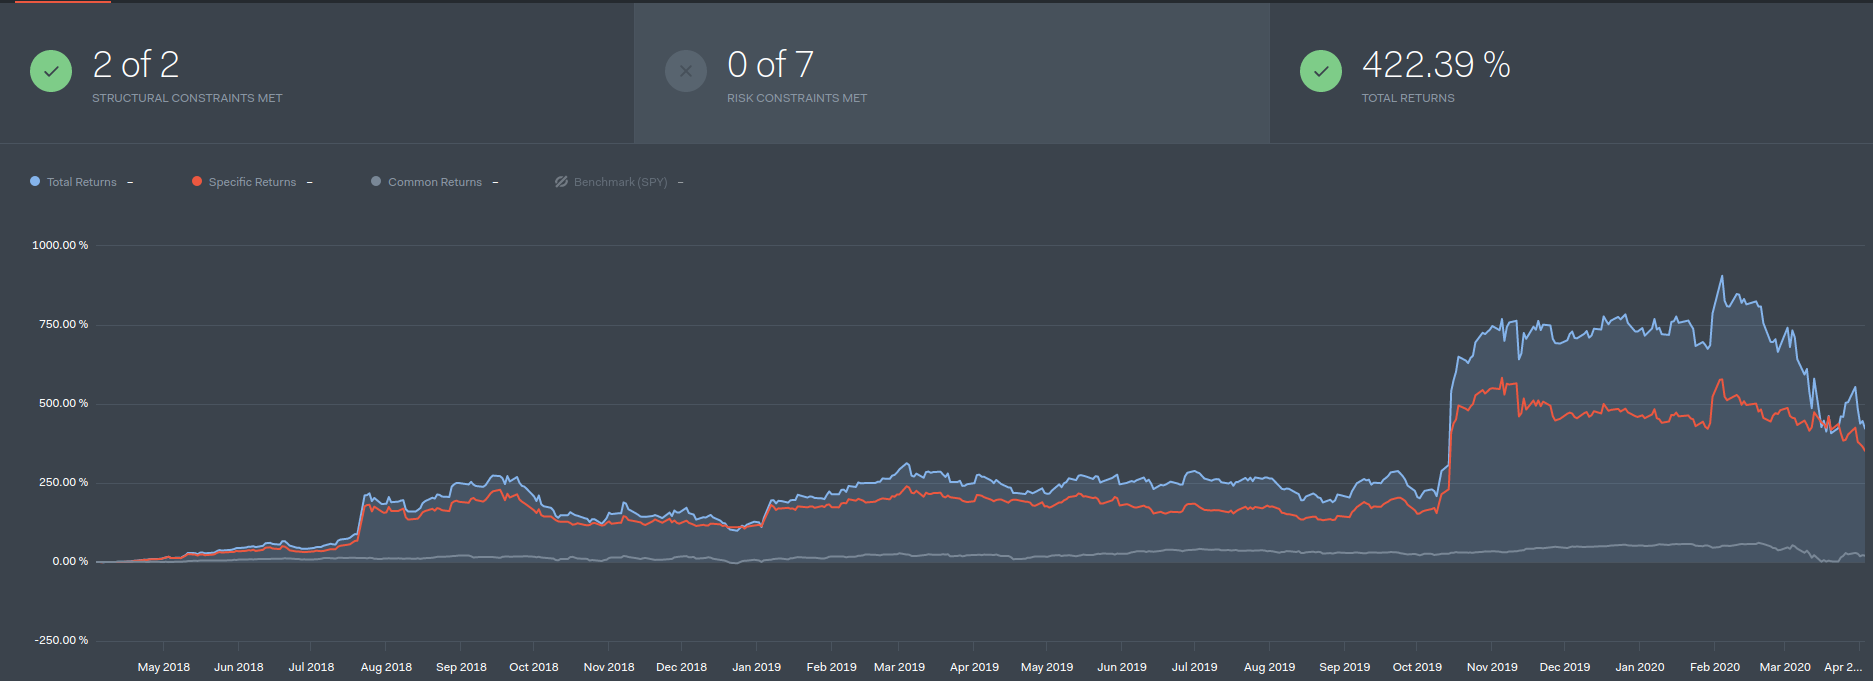 2 of 2
STRUCTURAL CONSTRAINTS MET
0 of 7
RISK CONSTRAINTS MET
422.39 %
TOTAL RETURNS
Total Returns –
Specific Returns –
Common Returns –
Benchmark (SPY) –
1000.00 %
750.00 %
500.00 %
250.00 %
0.00 %
-250.00 %
May 2018 Jun 2018 Jul 2018 Aug 2018 Sep 2018 Oct 2018 Nov 2018 Dec 2018 Jan 2019 Feb 2019 Mar 2019 Apr 2019 May 2019 Jun 2019 Jul 2019 Aug 2019 Sep 2019 Oct 2019 Nov 2019 Dec 2019 Jan 2020 Feb 2020 Mar 2020 Apr 2...